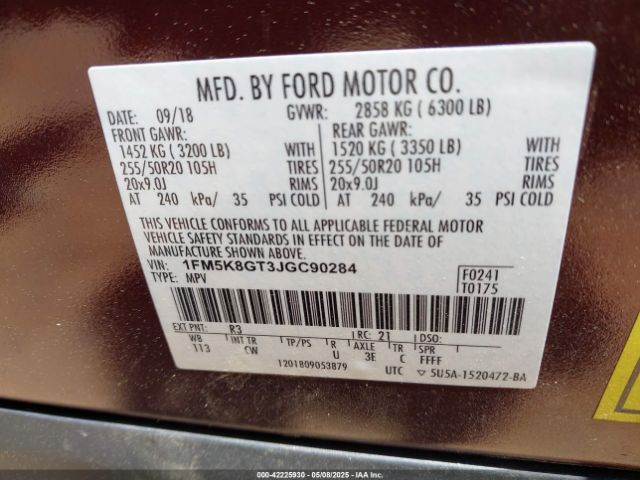 MFD. BY FORD MOTOR CO.
DATE: 09/18 GVWR: 2858 KG ( 6300 LB)
FRONT GAWR: REAR GAWR:
1452 KG ( 3200 LB) WITH 1520 KG ( 3350 LB) WITH
255/50R20 105H TIRES 255/50R20 105H TIRES
20x9.0J RIMS 20x9.0J RIMS
AT 240 kPa/ 35 PSI COLD AT 240 kPa/ 35 PSI COLD
THIS VEHICLE CONFORMS TO ALL APPLICABLE FEDERAL MOTOR
VEHICLE SAFETY STANDARDS IN EFFECT ON THE DATE OF
MANUFACTURE SHOWN ABOVE.
VIN: 1FM5K8GT3JGC90284 F0241
TYPE: MPV T0175
EXT PNT: R3 RC: 21 DSO:
WB INT TR TP/PS R AXLE TR SPR
113 CW U 3E C FFFF
1201809053879 UTC ▽ 5U5A-1520472-BA
000-42225930 05/08/2025 IAAI.COM